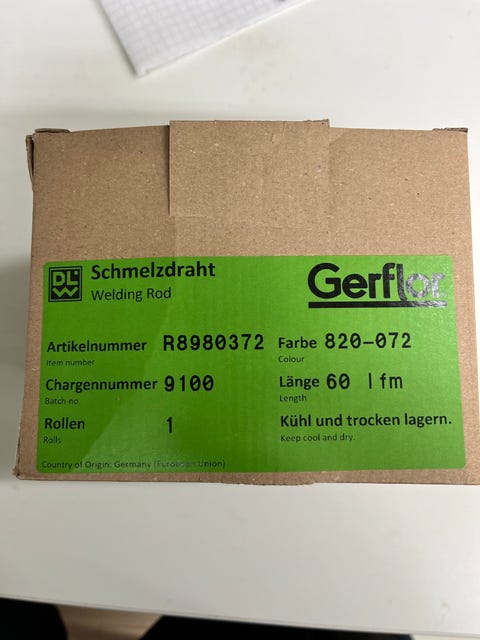 DLW
Schmelzdraht
Welding Rod
Gerflor
Artikelnummer R8980372
Item number
Farbe 820-072
Colour
Chargennummer 9100
Batch-no.
Länge 60 lfm
Length
Rollen 1
Rolls
Kühl und trocken lagern.
Keep cool and dry.
Country of Origin: Germany (European Union)